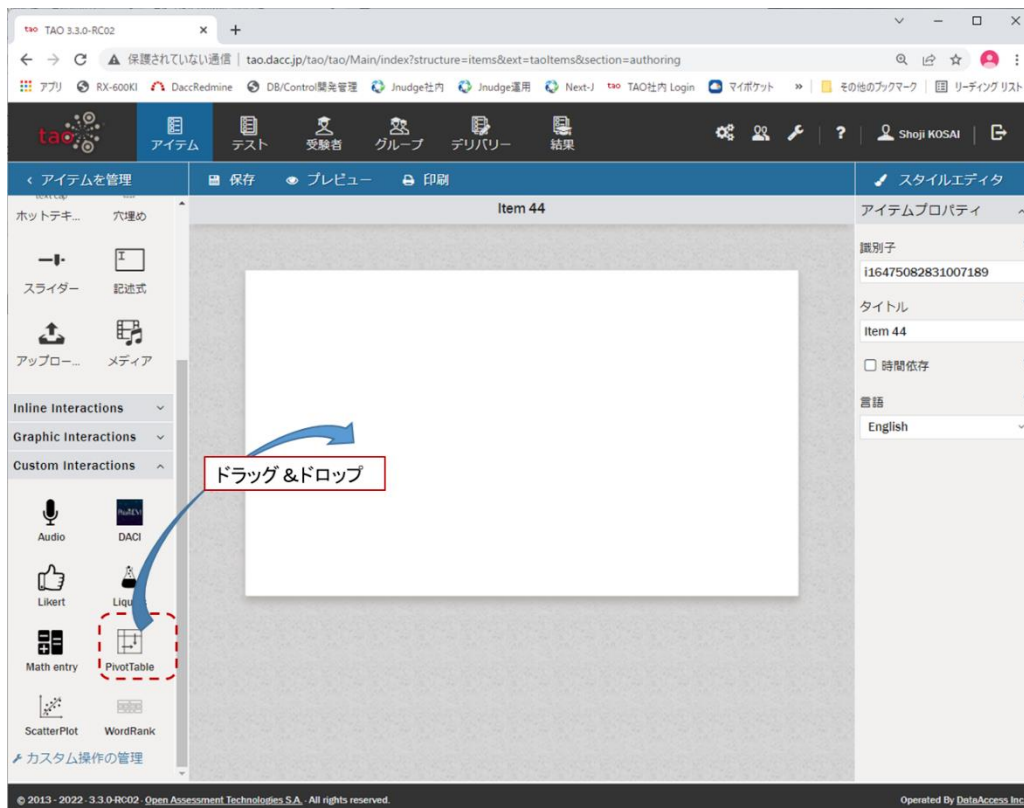 tao TAO 3.3.0-RC02
保護されていない通信 | tao.dacc.jp/tao/tao/Main/index?structure=items&ext=taoItems&section=authoring
アプリ RX-600KI DaccRedmine DB/Control開発管理 Jnudge社内 Jnudge運用 Next-J tao TAO社内 Login マイポケット » その他のブックマーク リーディング リスト
tao アイテム テスト 受験者 グループ デリバリー 結果 ? Shoji KOSAI
アイテムを管理 保存 プレビュー 印刷 スタイルエディタ
Item 44
アイテムプロパティ
ホットテキ... 穴埋め
識別子
i16475082831007189
スライダー 記述式
タイトル
Item 44
アップロー... メディア
時間依存
言語
English
Inline Interactions
Graphic Interactions
Custom Interactions
ドラッグ &ドロップ
Audio DACI
Likert
Math entry PivotTable
ScatterPlot WordRank
カスタム操作の管理
© 2013 - 2022 · 3.3.0-RC02 · Open Assessment Technologies S.A. · All rights reserved. Operated By DataAccess Inc